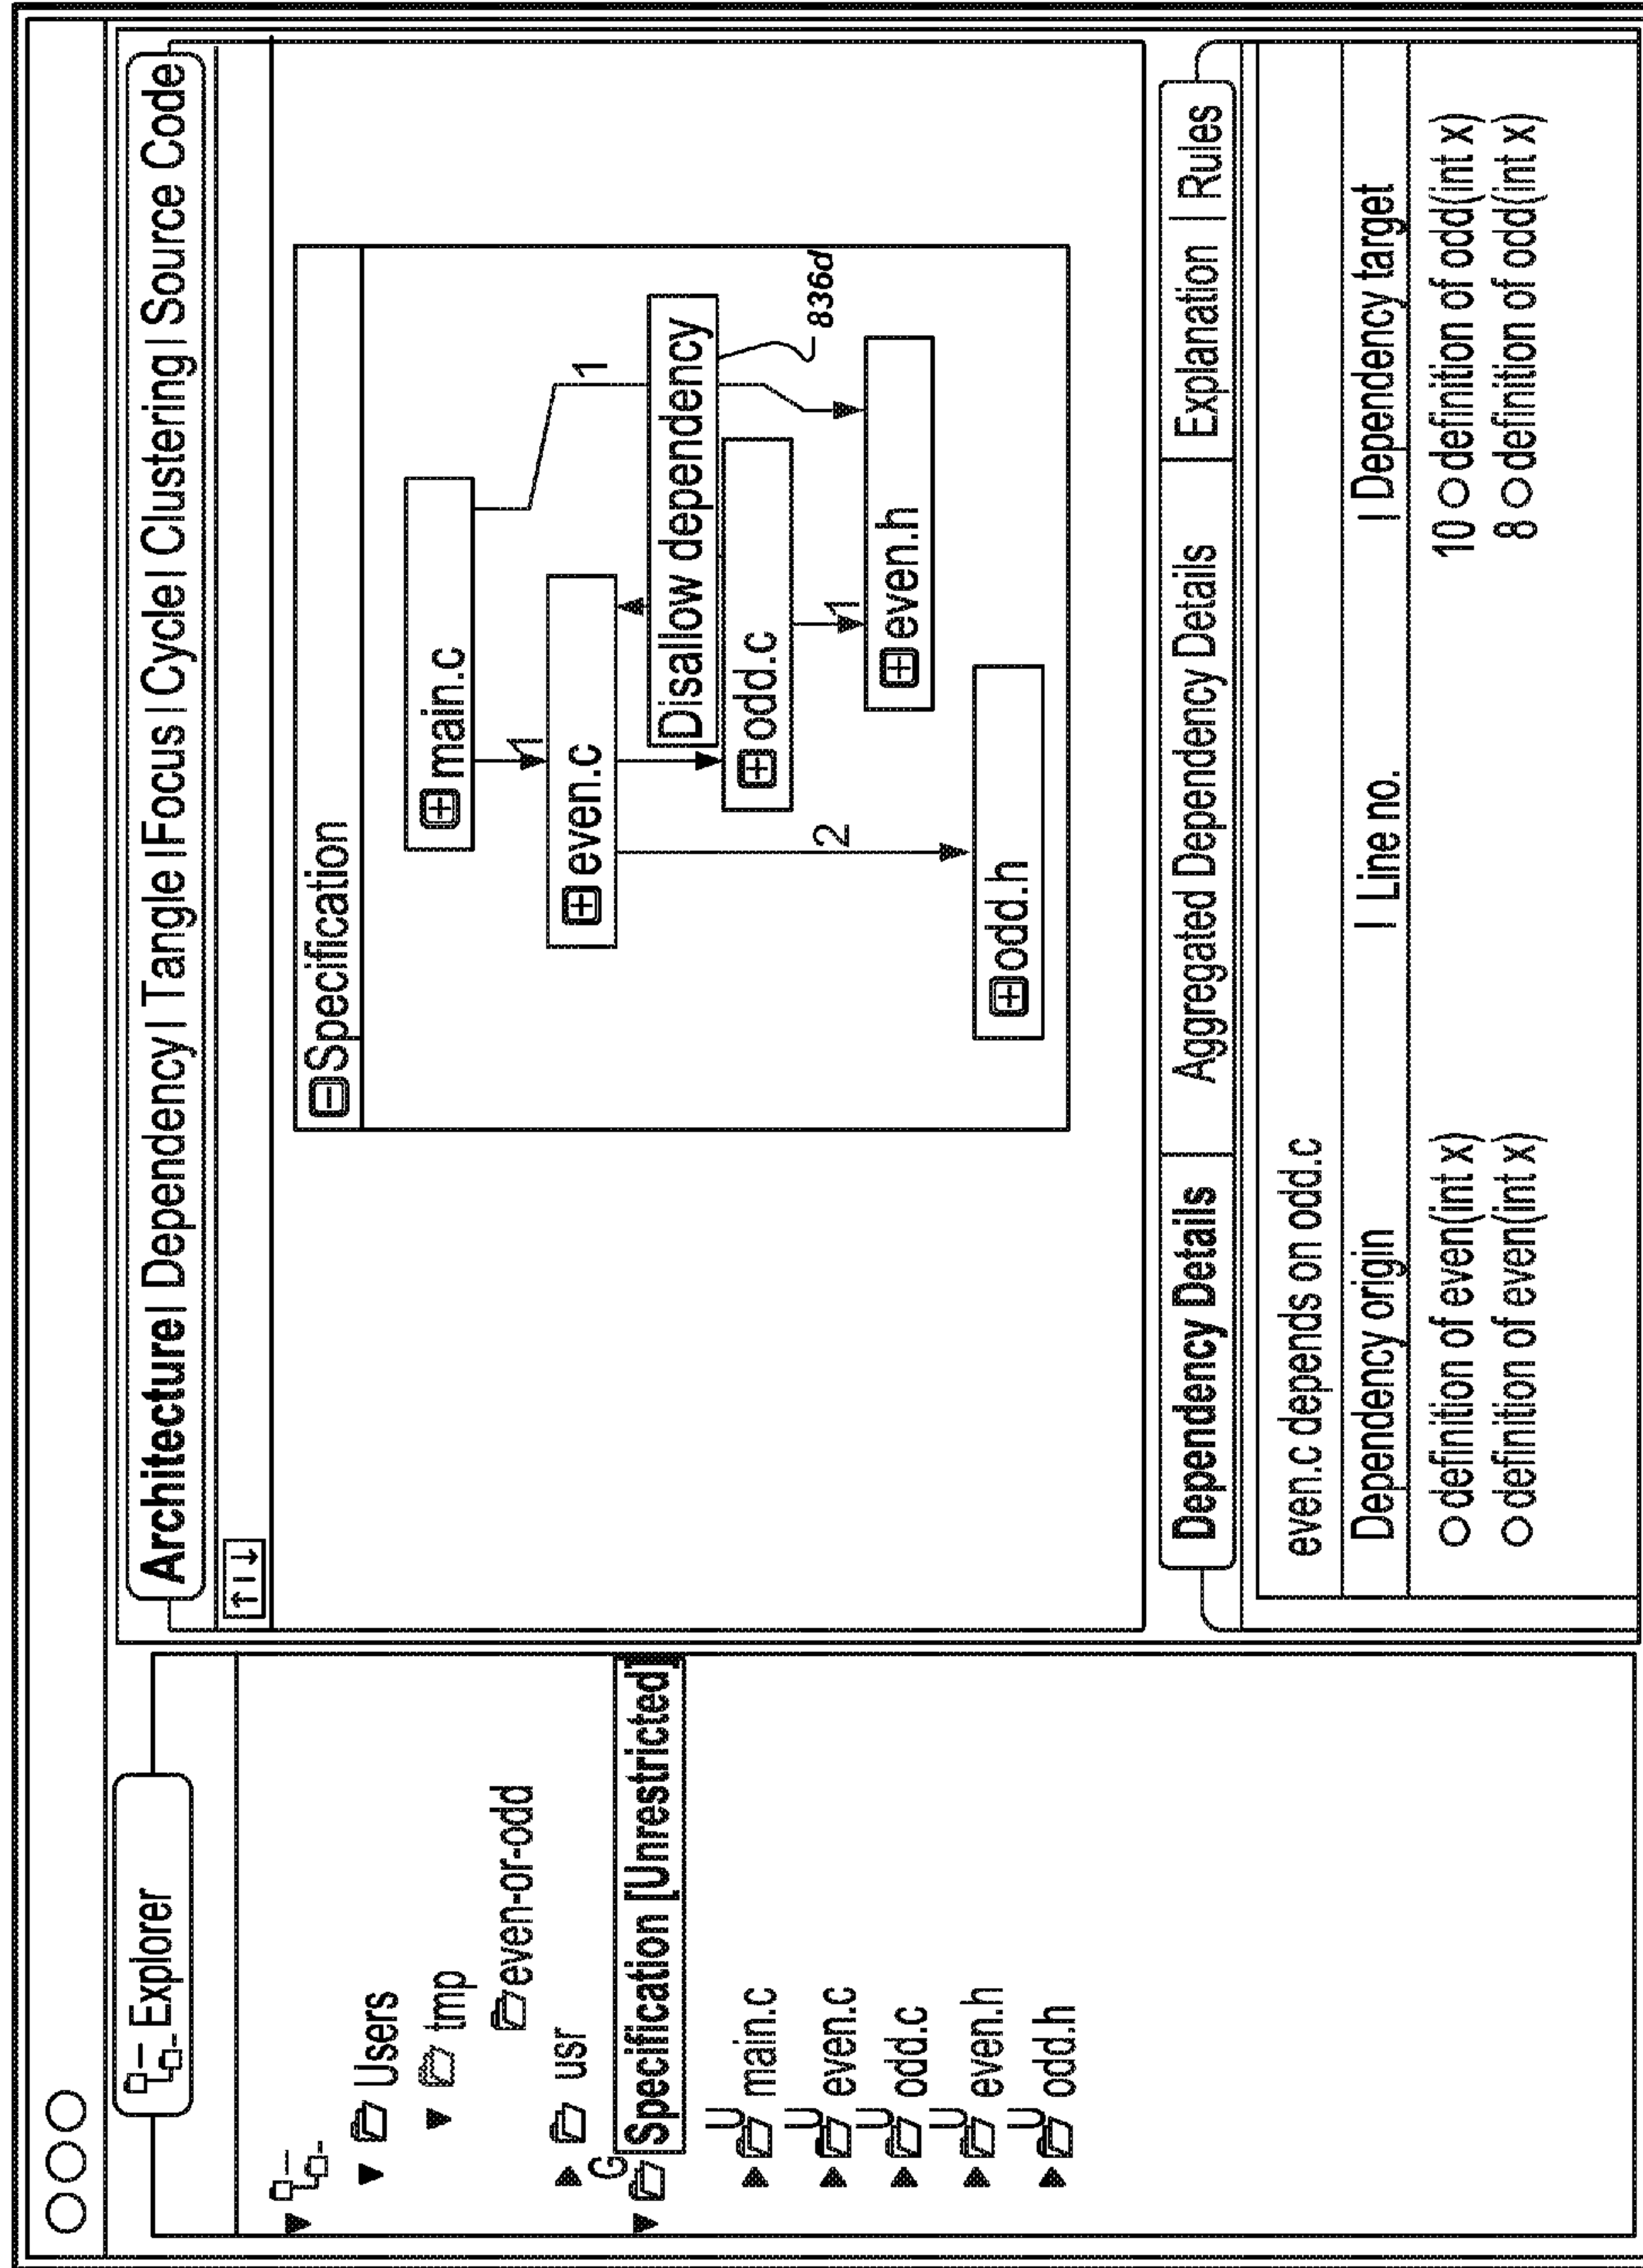 Explorer
Users
tmp
even-or-odd
usr
G
Specification [Unrestricted]
main.c
even.c
odd.c
even.h
odd.h
Architecture| Dependency| Tangle |Focus | Cycle| Clustering| Source Code
Specification
main.c
1
1
even.c
Disallow dependency
836d
2
odd.c
1
even.h
odd.h
Dependency Details Aggregated Dependency Details Explanation | Rules
even.c depends on odd.c
Dependency origin | Line no. | Dependency target
definition of even(int x) 10 definition of odd(int x)
definition of even(int x) 8 definition of odd(int x)